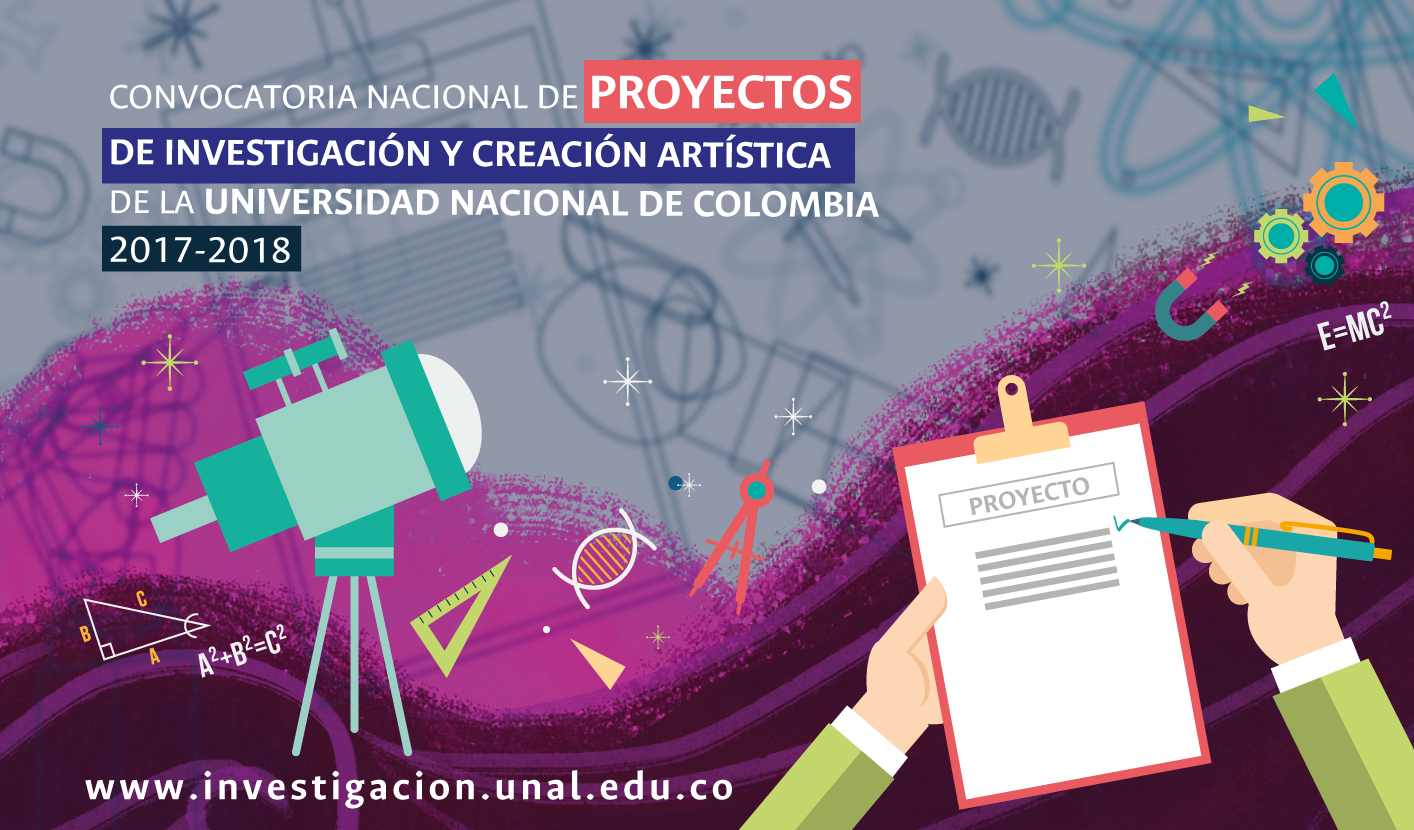 CONVOCATORIA NACIONAL DE PROYECTOS
DE INVESTIGACIÓN Y CREACIÓN ARTÍSTICA
DE LA UNIVERSIDAD NACIONAL DE COLOMBIA
2017-2018
E=MC²
PROYECTO
C
B
A
A²+B²=C²
www.investigacion.unal.edu.co